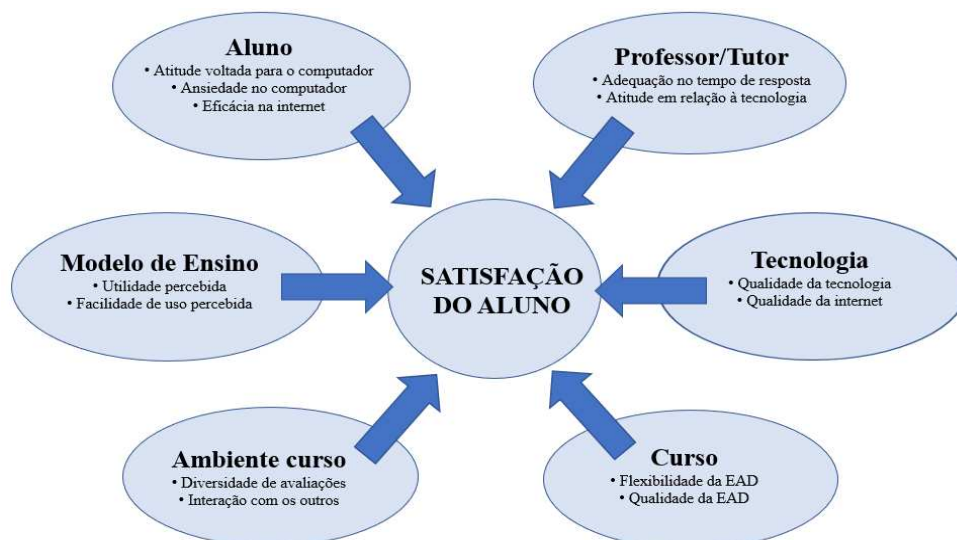 Aluno
• Atitude voltada para o computador
• Ansiedade no computador
• Eficácia na internet
Professor/Tutor
• Adequação no tempo de resposta
• Atitude em relação à tecnologia
Modelo de Ensino
• Utilidade percebida
• Facilidade de uso percebida
SATISFAÇÃO
DO ALUNO
Tecnologia
• Qualidade da tecnologia
• Qualidade da internet
Ambiente curso
• Diversidade de avaliações
• Interação com os outros
Curso
• Flexibilidade da EAD
• Qualidade da EAD